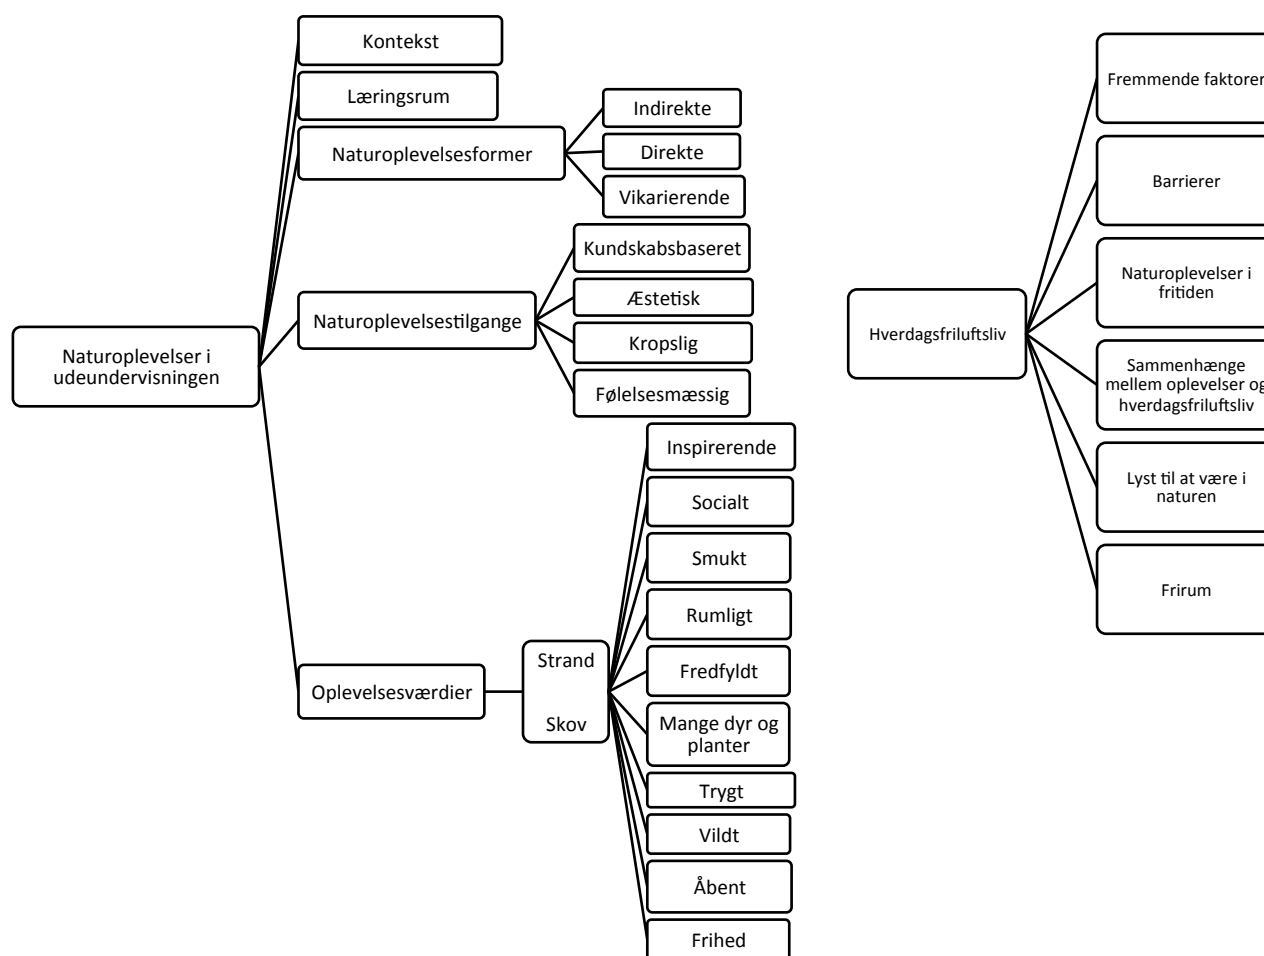 Kontekst
Læringsrum
Naturoplevelsesformer
Indirekte
Direkte
Vikarierende
Naturoplevelsestilgange
Kundskabsbaseret
Æstetisk
Kropslig
Følelsesmæssig
Naturoplevelser i
udeundervisningen
Oplevelsesværdier
Strand
Skov
Inspirerende
Socialt
Smukt
Rumligt
Fredfyldt
Mange dyr og
planter
Trygt
Vildt
Åbent
Frihed
Hverdagsfriluftsliv
Fremmende faktorer
Barrierer
Naturoplevelser i
fritiden
Sammenhænge
mellem oplevelser og
hverdagsfriluftsliv
Lyst til at være i
naturen
Frirum